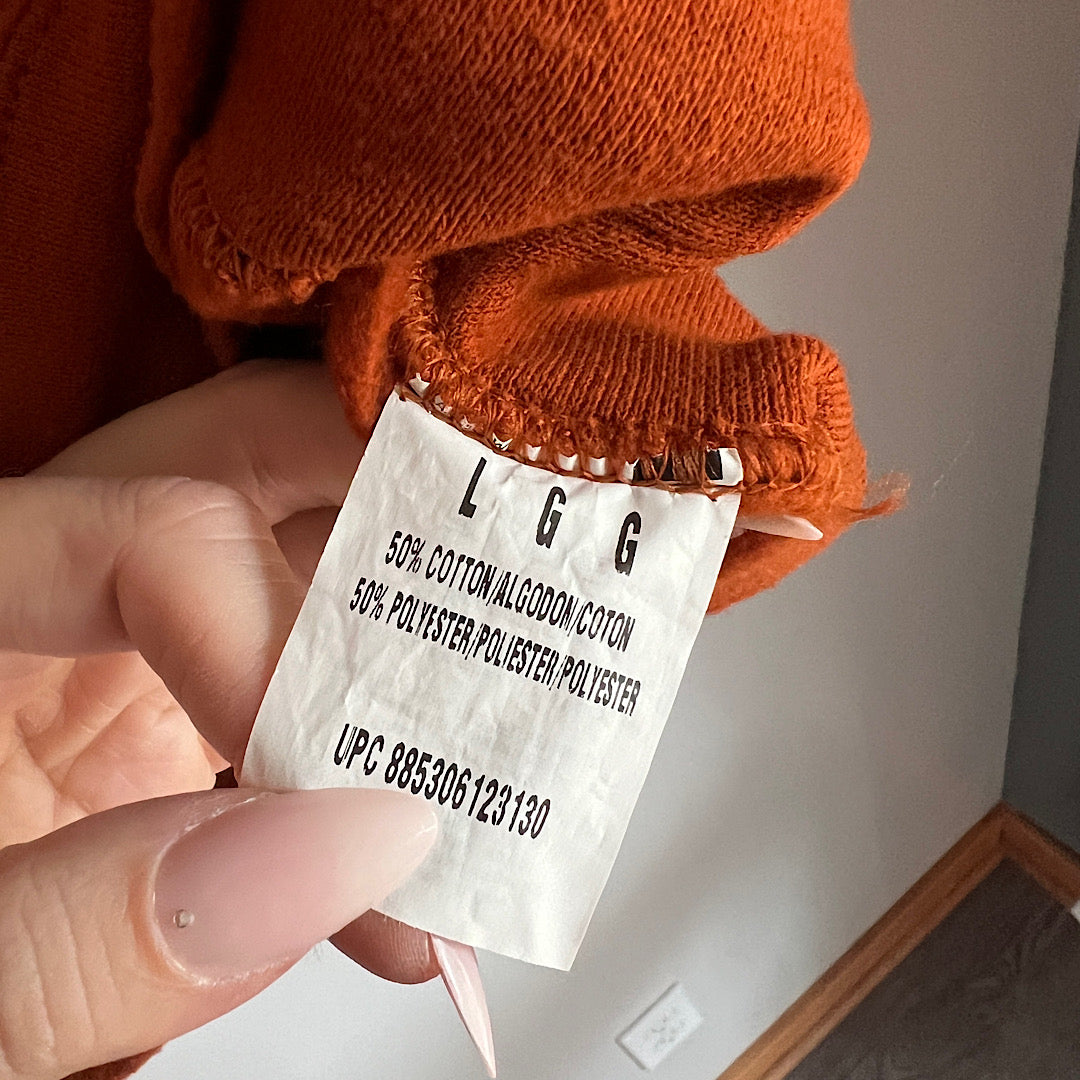 L G G
50% COTTON/ALGODON/COTON
50% POLYESTER/POLIESTER/POLYESTER
UPC 885306123130